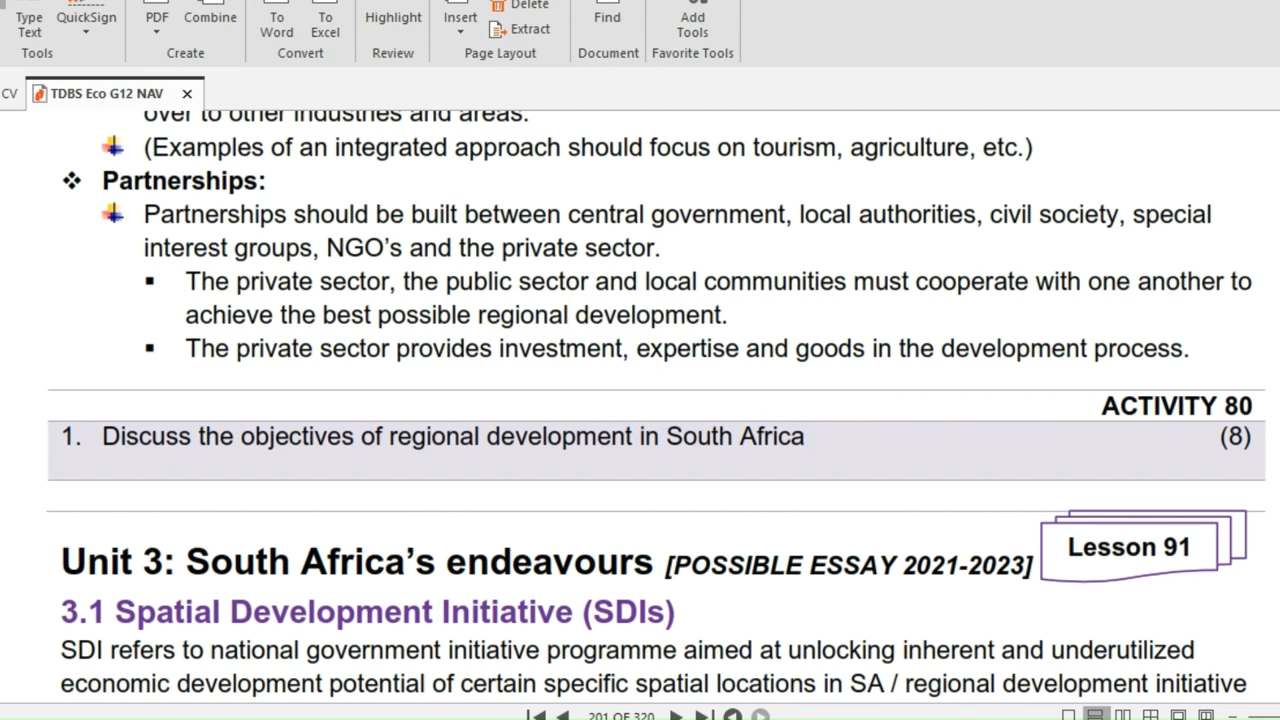 Delete
Type QuickSign PDF Combine To To Highlight Insert Extract Find Add
Text Word Excel Tools
Tools Create Convert Review Page Layout Document Favorite Tools
CV TDBS Eco G12 NAV ×
over to other industries and areas.
(Examples of an integrated approach should focus on tourism, agriculture, etc.)
❖ Partnerships:
Partnerships should be built between central government, local authorities, civil society, special
interest groups, NGO's and the private sector.
▪ The private sector, the public sector and local communities must cooperate with one another to
achieve the best possible regional development.
▪ The private sector provides investment, expertise and goods in the development process.
ACTIVITY 80
1. Discuss the objectives of regional development in South Africa (8)
Unit 3: South Africa's endeavours [POSSIBLE ESSAY 2021-2023] Lesson 91
3.1 Spatial Development Initiative (SDIs)
SDI refers to national government initiative programme aimed at unlocking inherent and underutilized
economic development potential of certain specific spatial locations in SA / regional development initiative
201 OF 320